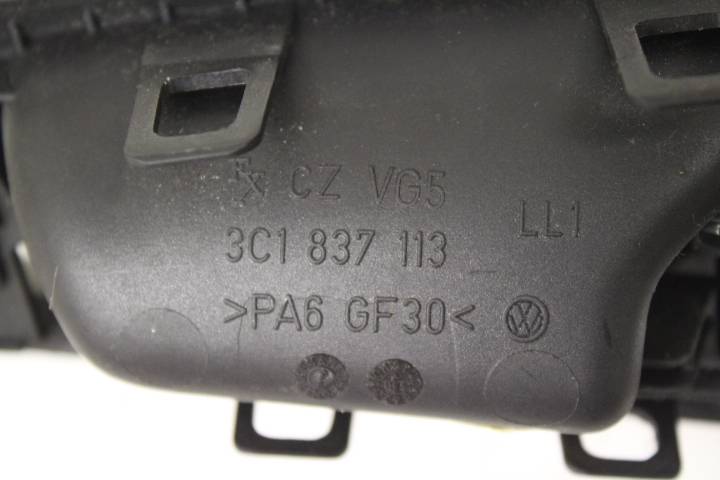 CZ VG5
LL1
3C1 837 113
>PA6 GF30<